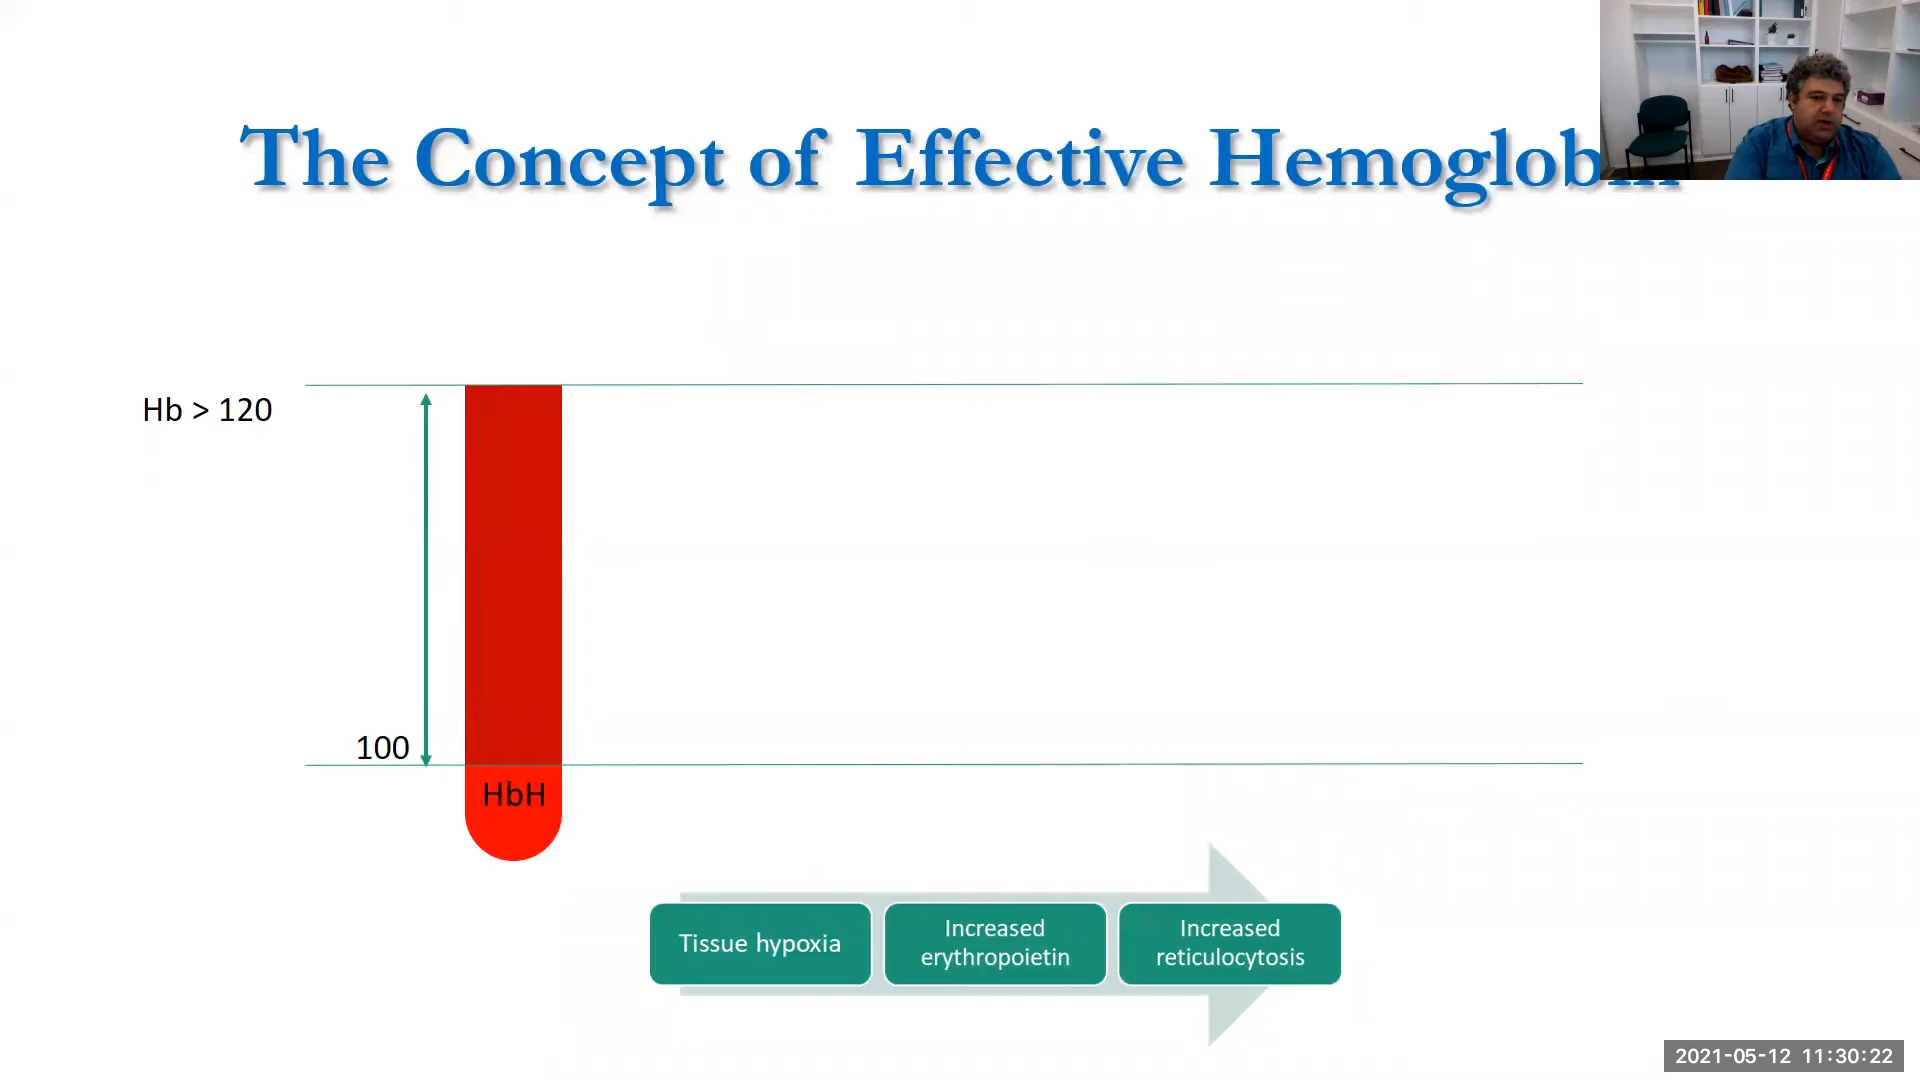 The Concept of Effective Hemoglobin
Hb > 120
100
HbH
Tissue hypoxia
Increased
erythropoietin
Increased
reticulocytosis
2021-05-12 11:30:22